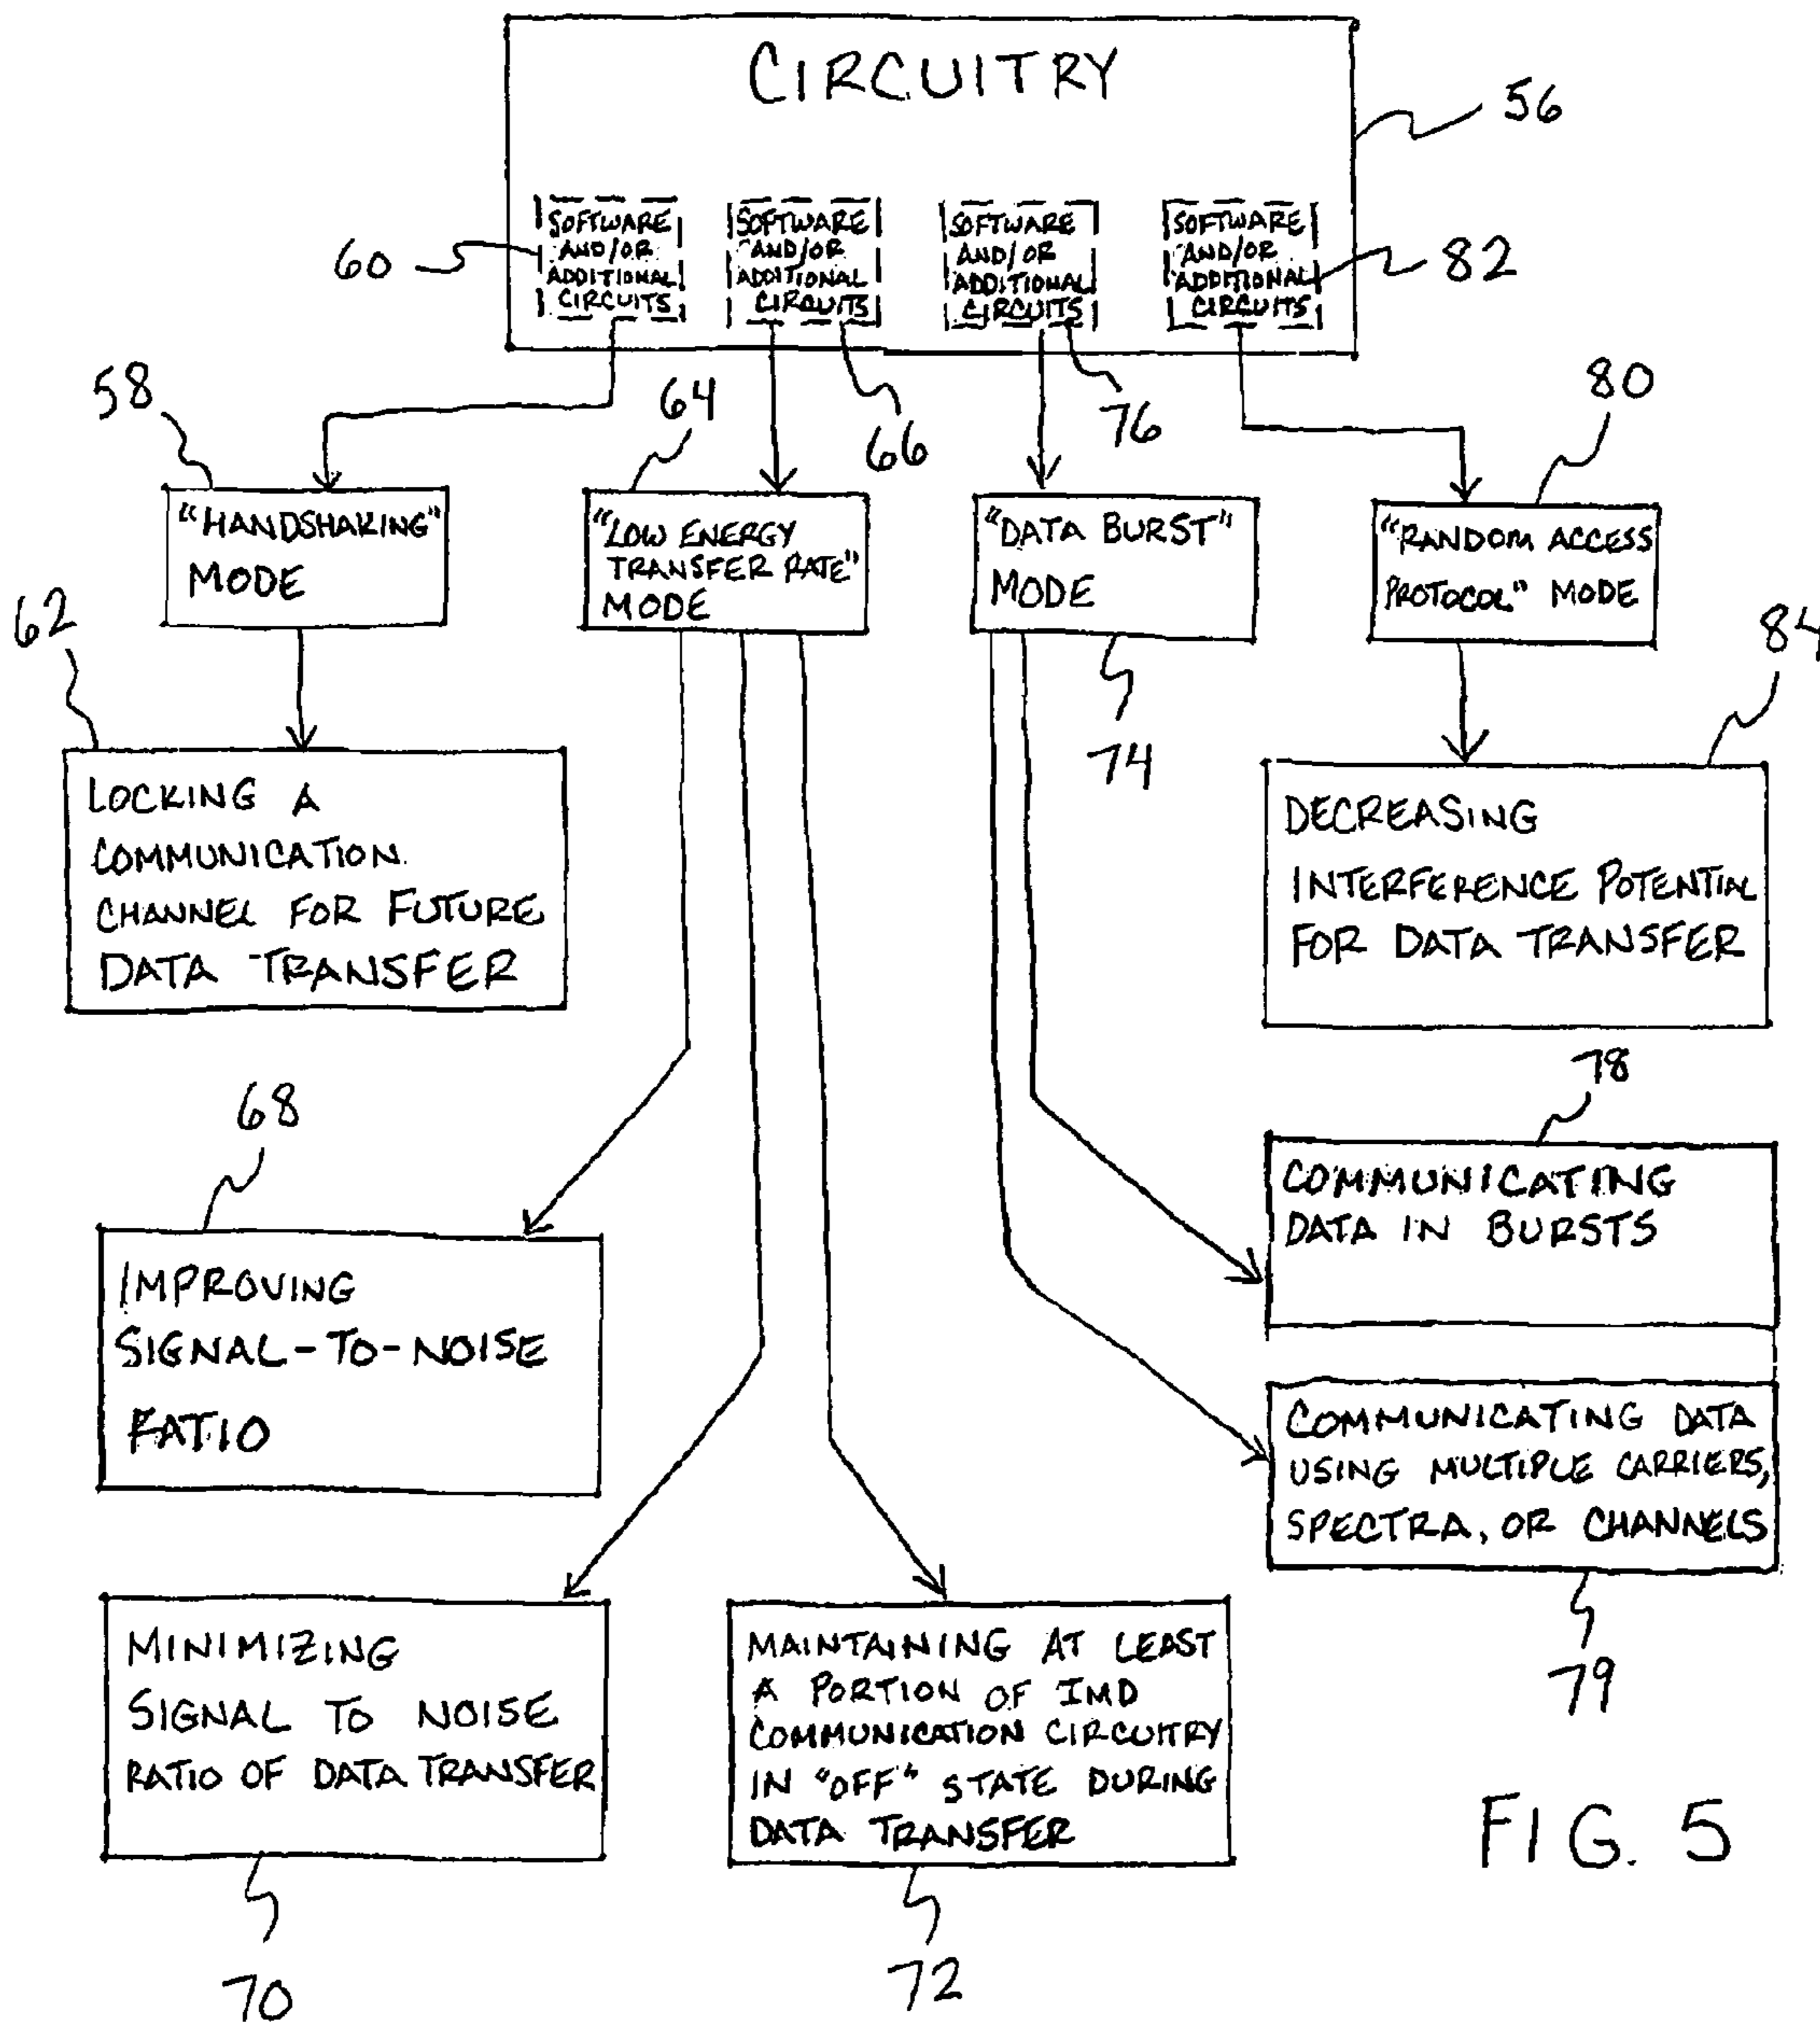 CIRCUITRY
56
SOFTWARE
AND/OR
ADDITIONAL
CIRCUITS
SOFTWARE
AND/OR
ADDITIONAL
CIRCUITS
SOFTWARE
AND/OR
ADDITIONAL
CIRCUITS
SOFTWARE
AND/OR
ADDITIONAL
CIRCUITS
60
82
58
64
66
76
80
"HANDSHAKING"
MODE
"LOW ENERGY
TRANSFER RATE"
MODE
"DATA BURST"
MODE
"RANDOM ACCESS
PROTOCOL" MODE
62
74
84
LOCKING A
COMMUNICATION
CHANNEL FOR FUTURE
DATA TRANSFER
DECREASING
INTERFERENCE POTENTIAL
FOR DATA TRANSFER
68
78
IMPROVING
SIGNAL-TO-NOISE
RATIO
COMMUNICATING
DATA IN BURSTS
COMMUNICATING DATA
USING MULTIPLE CARRIERS,
SPECTRA, OR CHANNELS
79
MINIMIZING
SIGNAL TO NOISE
RATIO OF DATA TRANSFER
MAINTAINING AT LEAST
A PORTION OF IMD
COMMUNICATION CIRCUITRY
IN "OFF" STATE DURING
DATA TRANSFER
70
72
FIG. 5